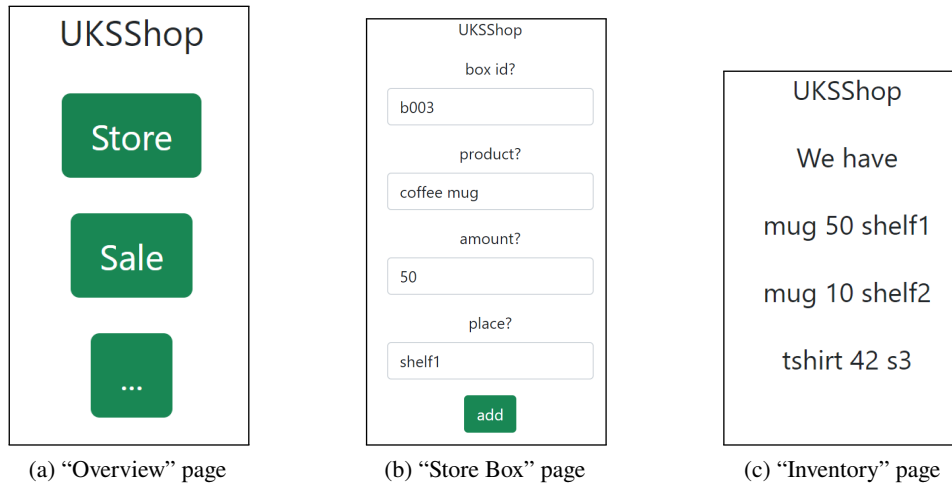 UKSShop
Store
Sale
...
(a) “Overview” page
UKSShop
box id?
b003
product?
coffee mug
amount?
50
place?
shelf1
add
(b) “Store Box” page
UKSShop
We have
mug 50 shelf1
mug 10 shelf2
tshirt 42 s3
(c) “Inventory” page